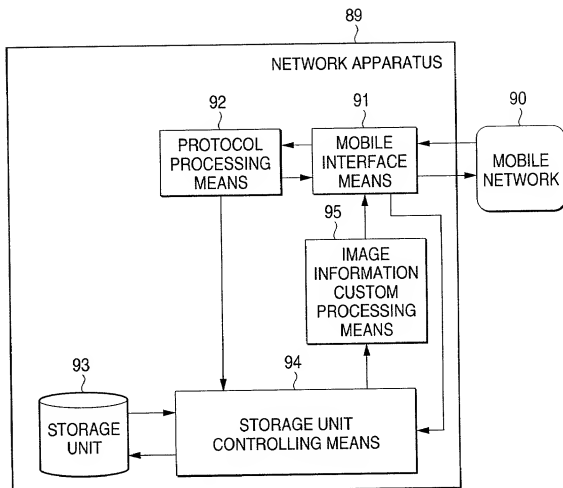 89
NETWORK APPARATUS
92
91
90
PROTOCOL
PROCESSING
MEANS
MOBILE
INTERFACE
MEANS
MOBILE
NETWORK
95
IMAGE
INFORMATION
CUSTOM
PROCESSING
MEANS
93
94
STORAGE
UNIT
STORAGE UNIT
CONTROLLING MEANS